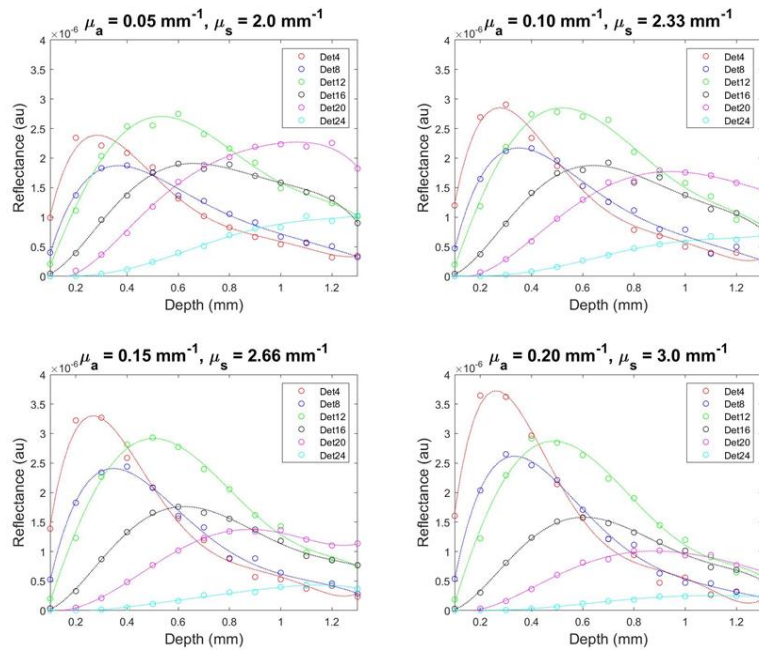 μa = 0.05 mm-1, μs = 2.0 mm-1
×10-6
4
3.5
3
2.5
2
1.5
1
0.5
0
Reflectance (au)
0.2 0.4 0.6 0.8 1 1.2
Depth (mm)
Det4
Det8
Det12
Det16
Det20
Det24
μa = 0.10 mm-1, μs = 2.33 mm-1
×10-6
4
3.5
3
2.5
2
1.5
1
0.5
0
Reflectance (au)
0.2 0.4 0.6 0.8 1 1.2
Depth (mm)
Det4
Det8
Det12
Det16
Det20
Det24
μa = 0.15 mm-1, μs = 2.66 mm-1
×10-6
4
3.5
3
2.5
2
1.5
1
0.5
0
Reflectance (au)
0.2 0.4 0.6 0.8 1 1.2
Depth (mm)
Det4
Det8
Det12
Det16
Det20
Det24
μa = 0.20 mm-1, μs = 3.0 mm-1
×10-6
4
3.5
3
2.5
2
1.5
1
0.5
0
Reflectance (au)
0.2 0.4 0.6 0.8 1 1.2
Depth (mm)
Det4
Det8
Det12
Det16
Det20
Det24